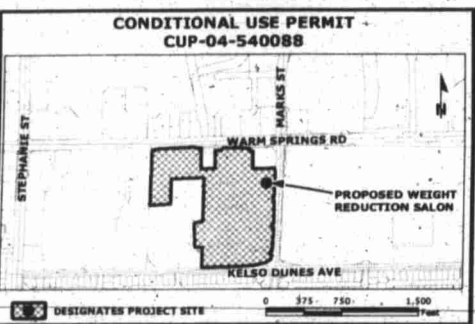 CONDITIONAL USE PERMIT
CUP-04-540088
STEPHANIE ST
MARKS ST
N
WARM SPRINGS RD
PROPOSED WEIGHT
REDUCTION SALON
KELSO DUNES AVE
DESIGNATES PROJECT SITE
0 375 750 1,500
Feet